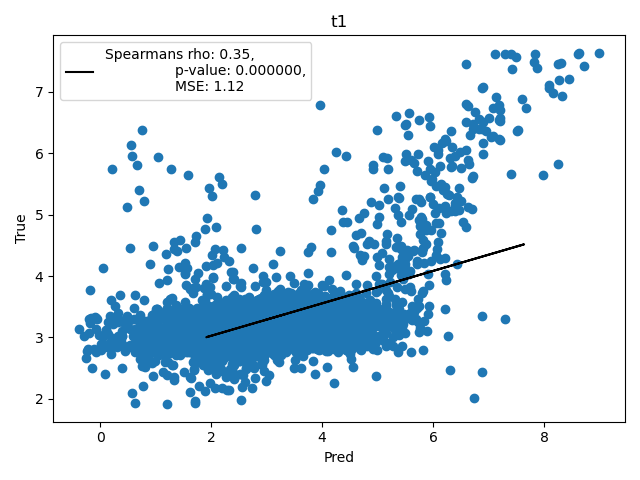 t1
Spearmans rho: 0.35,
p-value: 0.000000,
MSE: 1.12
True
7
6
5
4
3
2
0
2
4
6
8
Pred